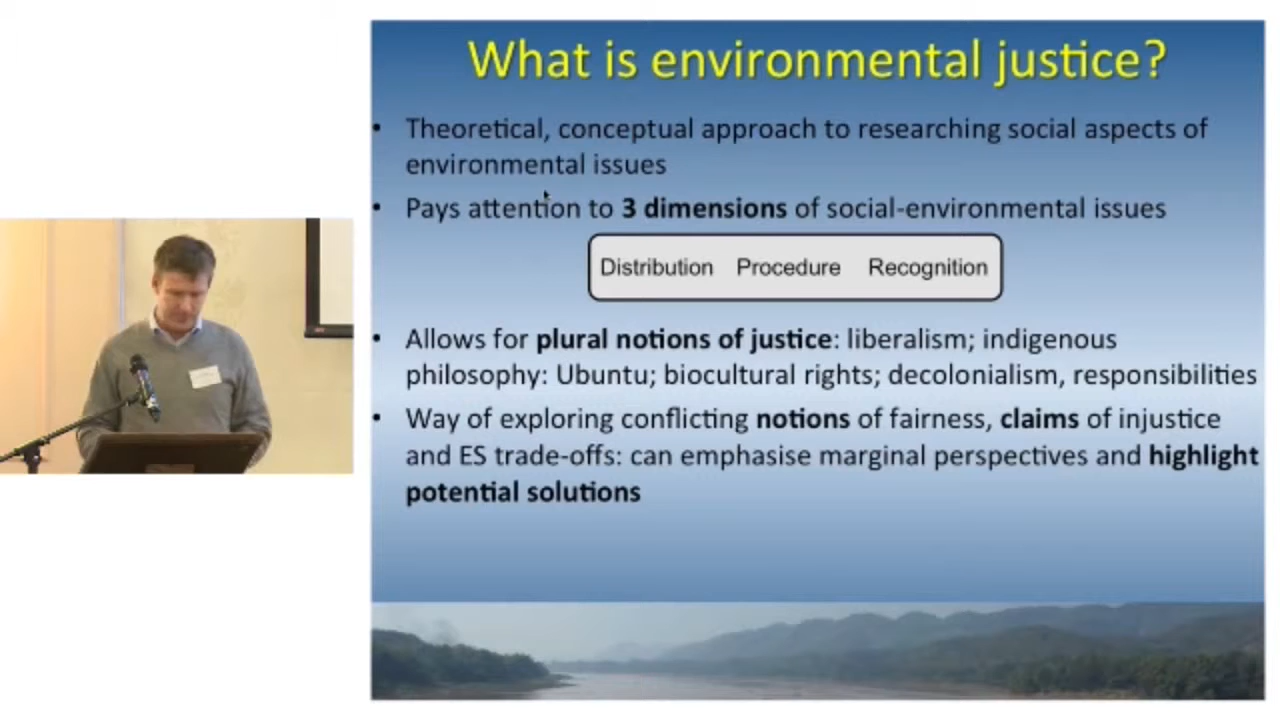 What is environmental justice?
• Theoretical, conceptual approach to researching social aspects of
environmental issues
• Pays attention to 3 dimensions of social-environmental issues
Distribution Procedure Recognition
• Allows for plural notions of justice: liberalism; indigenous
philosophy: Ubuntu; biocultural rights; decolonialism, responsibilities
• Way of exploring conflicting notions of fairness, claims of injustice
and ES trade-offs: can emphasise marginal perspectives and highlight
potential solutions